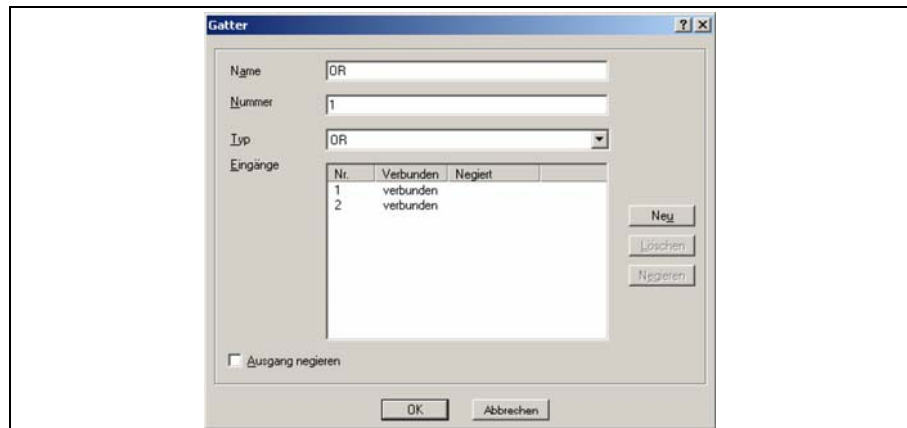 Gatter
Name OR
Nummer 1
Typ OR
Eingänge
Nr. Verbunden Negiert
1 verbunden
2 verbunden
Neu
Löschen
Negieren
Ausgang negieren
OK Abbrechen